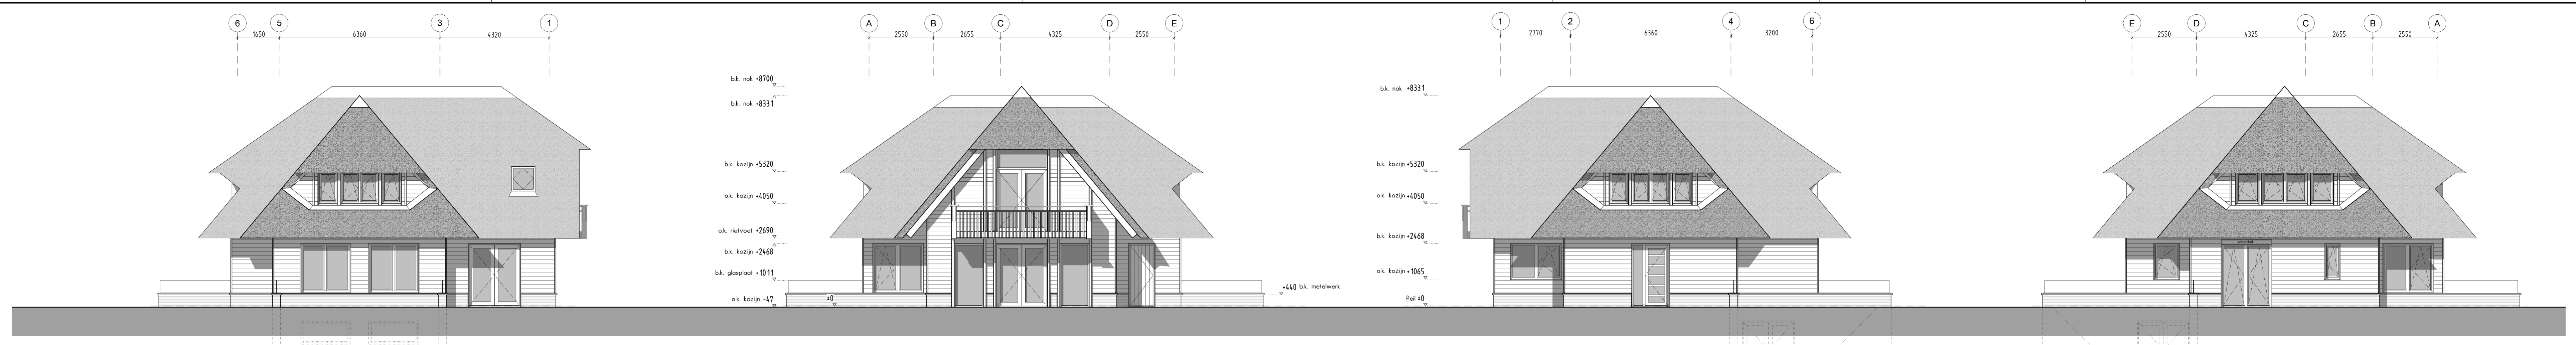 6 5 3 1
1650 6360 4320
A B C D E
2550 2655 4325 2550
1 2 4 6
2770 6360 3200
E D C B A
2550 4325 2655 2550
b.k. nok +8700
b.k. nok +8331
b.k. kozijn +5320
o.k. kozijn +4050
o.k. rietvoet +2690
b.k. kozijn +2468
b.k. glasplaat +1011
o.k. kozijn -47
±0
+440 b.k. metelwerk
b.k. nok +8331
b.k. kozijn +5320
o.k. kozijn +4050
b.k. kozijn +2468
o.k. kozijn +1065
Peil ±0